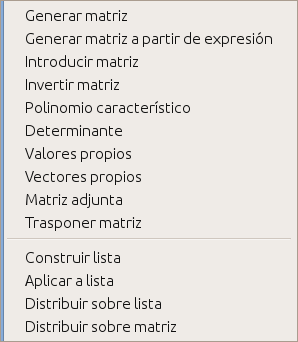 Generar matriz
Generar matriz a partir de expresión
Introducir matriz
Invertir matriz
Polinomio característico
Determinante
Valores propios
Vectores propios
Matriz adjunta
Trasponer matriz
Construir lista
Aplicar a lista
Distribuir sobre lista
Distribuir sobre matriz